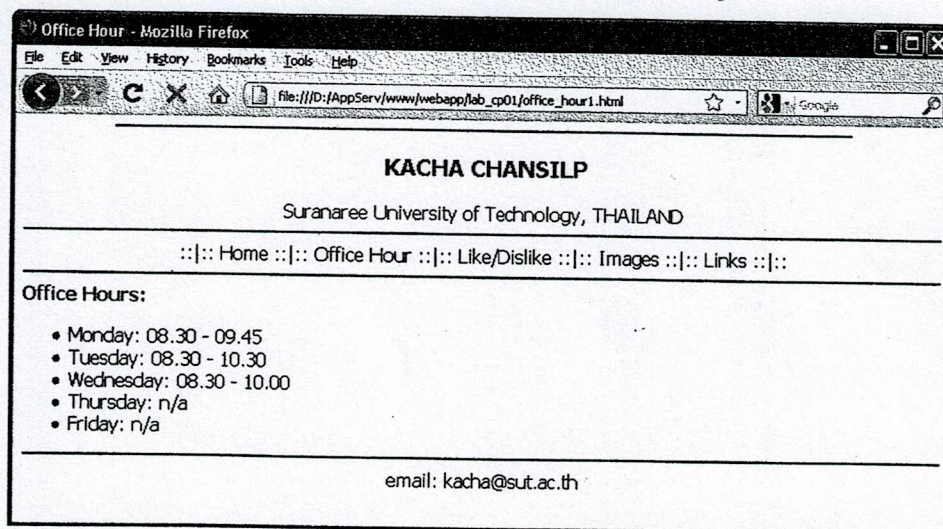 Office Hour - Mozilla Firefox
File Edit View History Bookmarks Tools Help
file:///D:/AppServ/www/webapp/lab_cp01/office_hour1.html Google
KACHA CHANSILP
Suranaree University of Technology, THAILAND
::|:: Home ::|:: Office Hour ::|:: Like/Dislike ::|:: Images ::|:: Links ::|::
Office Hours:
• Monday: 08.30 - 09.45
• Tuesday: 08.30 - 10.30
• Wednesday: 08.30 - 10.00
• Thursday: n/a
• Friday: n/a
email: kacha@sut.ac.th